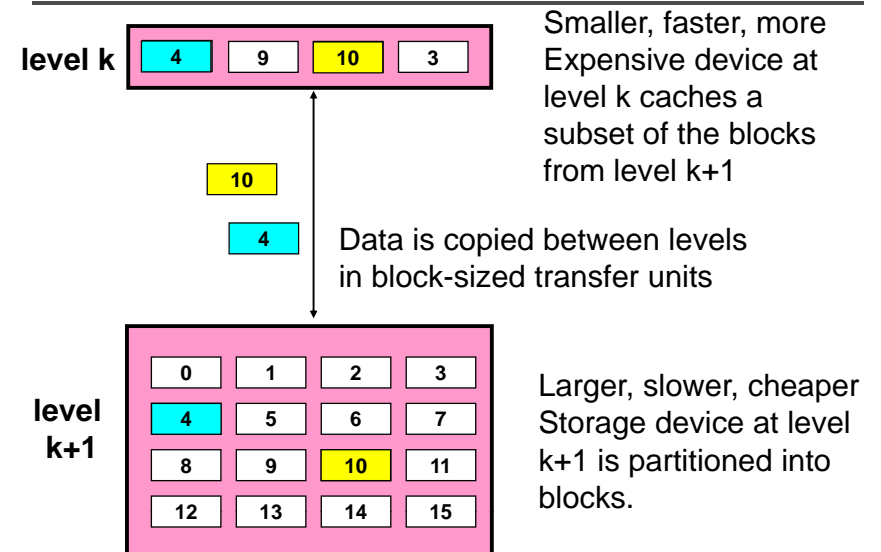 level k
4 9 10 3
Smaller, faster, more
Expensive device at
level k caches a
subset of the blocks
from level k+1
10
4
Data is copied between levels
in block-sized transfer units
level
k+1
0 1 2 3
4 5 6 7
8 9 10 11
12 13 14 15
Larger, slower, cheaper
Storage device at level
k+1 is partitioned into
blocks.